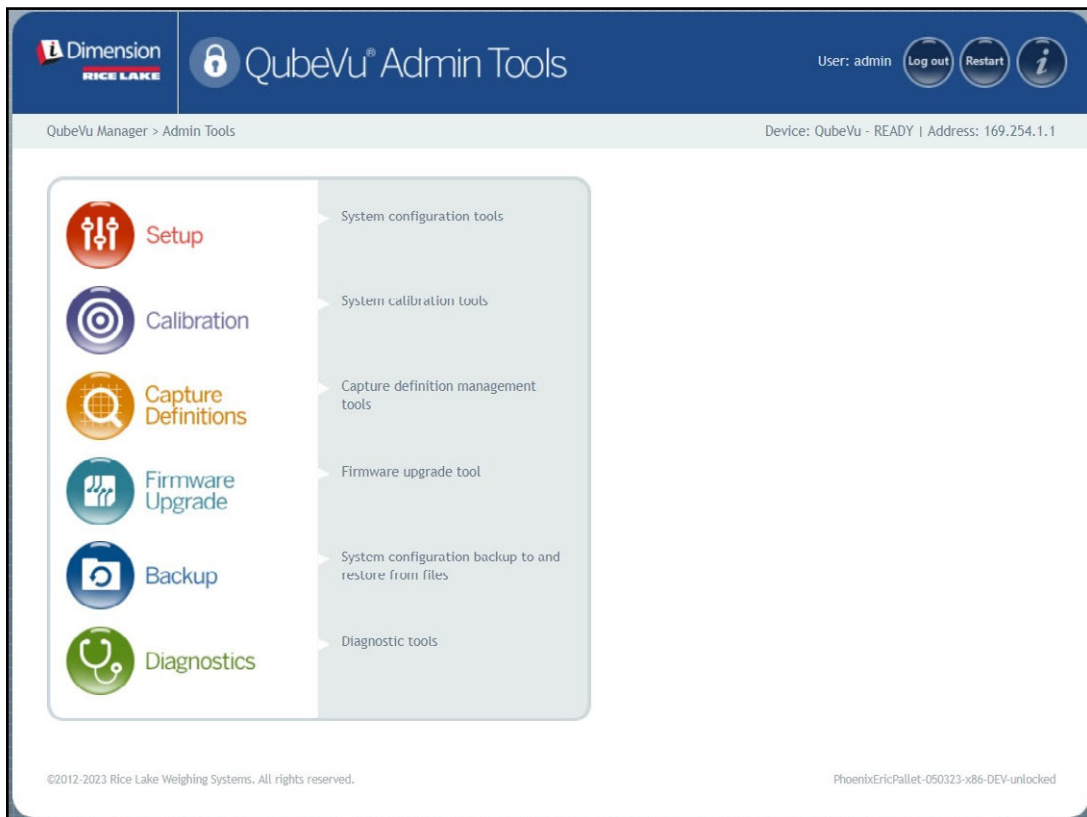 iDimension
RICE LAKE
QubeVu® Admin Tools
User: admin
Log out
Restart
i
QubeVu Manager > Admin Tools
Device: QubeVu - READY | Address: 169.254.1.1
Setup
System configuration tools
Calibration
System calibration tools
Capture
Definitions
Capture definition management
tools
Firmware
Upgrade
Firmware upgrade tool
Backup
System configuration backup to and
restore from files
Diagnostics
Diagnostic tools
©2012-2023 Rice Lake Weighing Systems. All rights reserved.
PhoenixEricPallet-050323-x86-DEV-unlocked